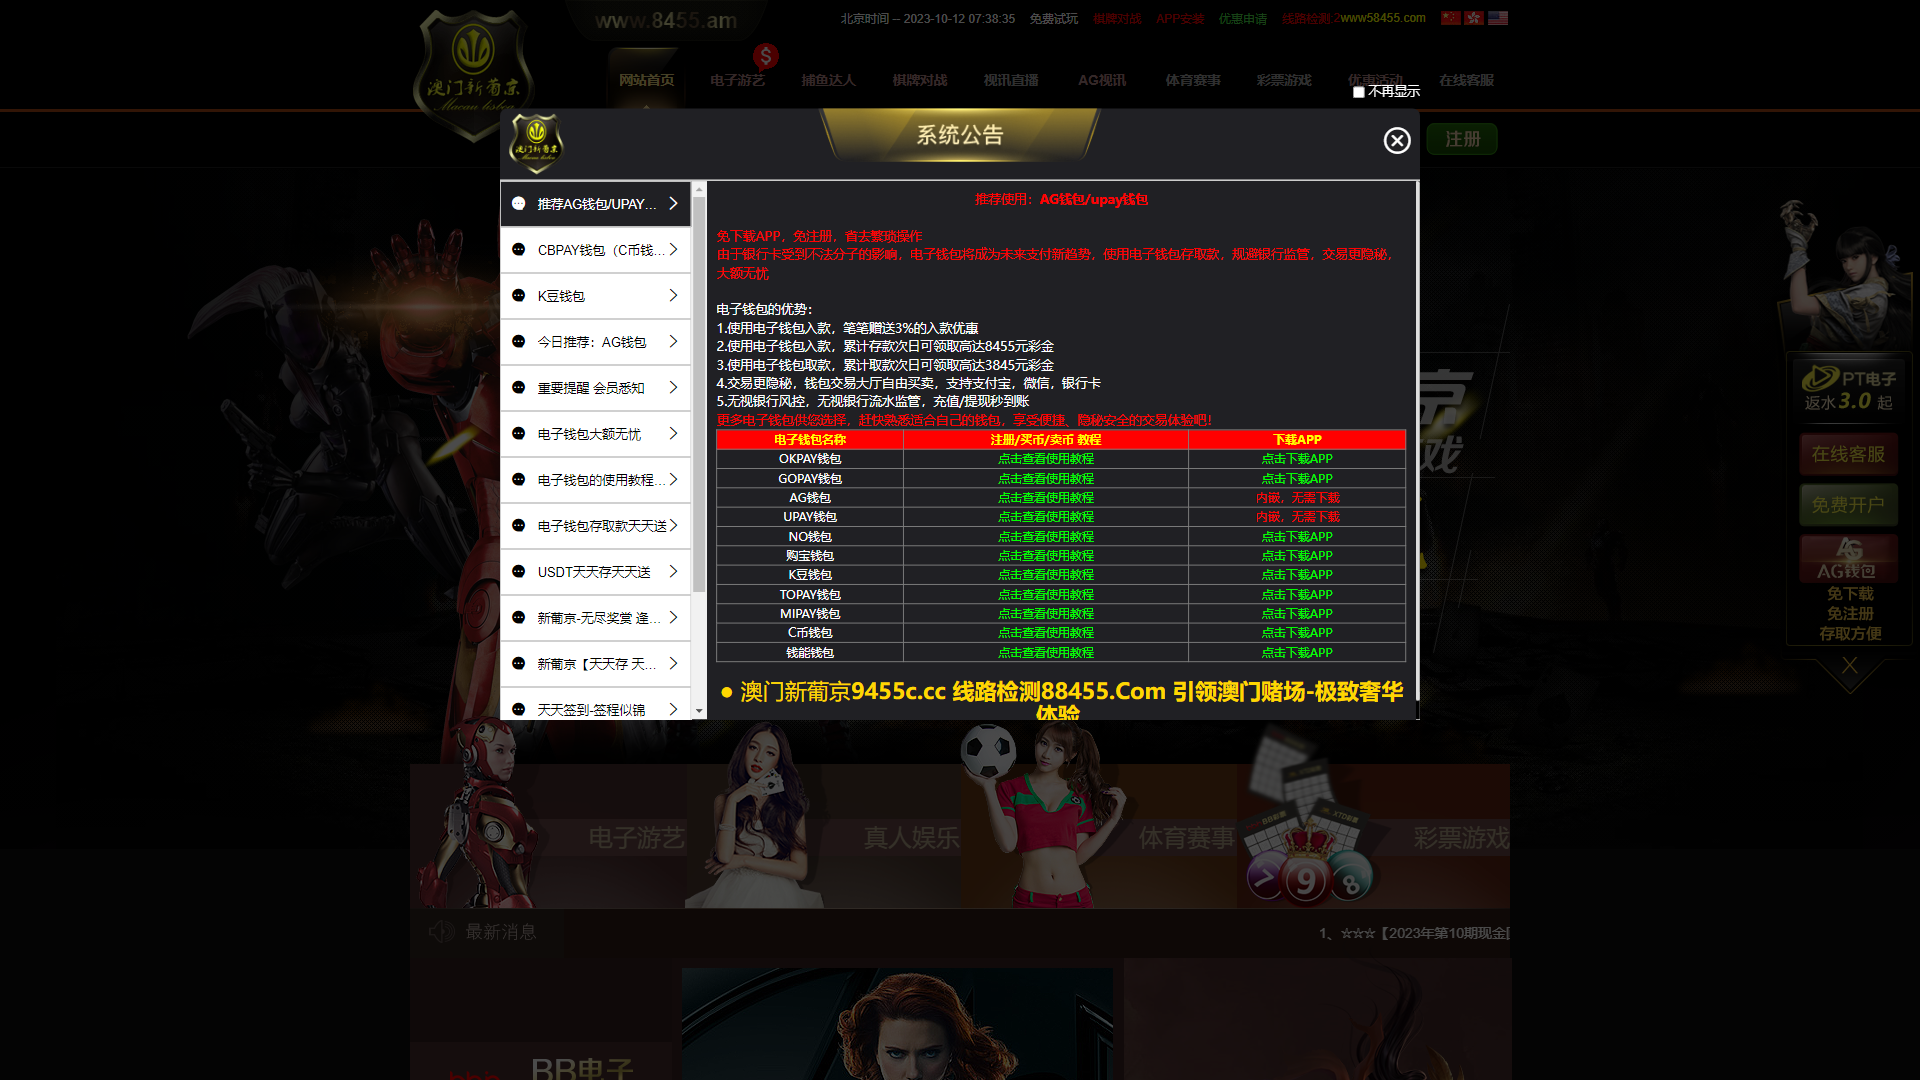 www.8455.am
北京时间 -- 2023-10-12 07:38:35
免费试玩
棋牌对战
APP安装
优惠申请
线路检测:2www58455.com
澳门新葡京
Macau lisboa
网站首页
电子游艺
捕鱼达人
棋牌对战
视讯直播
AG视讯
体育赛事
彩票游戏
优惠活动
在线客服
不再显示
系统公告
注册
推荐AG钱包/UPAY...
CBPAY钱包（C币钱...
K豆钱包
今日推荐：AG钱包
重要提醒 会员悉知
电子钱包大额无忧
电子钱包的使用教程...
电子钱包存取款天天送
USDT天天存天天送
新葡京-无尽奖赏 逢...
新葡京【天天存 天...
天天签到-签程似锦
推荐使用：AG钱包/upay钱包
免下载APP，免注册，省去繁琐操作
由于银行卡受到不法分子的影响，电子钱包将成为未来支付新趋势，使用电子钱包存取款，规避银行监管，交易更隐秘，
大额无忧
电子钱包的优势：
1.使用电子钱包入款，笔笔赠送3%的入款优惠
2.使用电子钱包入款，累计存款次日可领取高达8455元彩金
3.使用电子钱包取款，累计取款次日可领取高达3845元彩金
4.交易更隐秘，钱包交易大厅自由买卖，支持支付宝，微信，银行卡
5.无视银行风控，无视银行流水监管，充值/提现秒到账
更多电子钱包供您选择，赶快熟悉适合自己的钱包，享受便捷、隐秘安全的交易体验吧！
电子钱包名称 注册/买币/卖币 教程 下载APP
OKPAY钱包 点击查看使用教程 点击下载APP
GOPAY钱包 点击查看使用教程 点击下载APP
AG钱包 点击查看使用教程 内嵌，无需下载
UPAY钱包 点击查看使用教程 内嵌，无需下载
NO钱包 点击查看使用教程 点击下载APP
购宝钱包 点击查看使用教程 点击下载APP
K豆钱包 点击查看使用教程 点击下载APP
TOPAY钱包 点击查看使用教程 点击下载APP
MIPAY钱包 点击查看使用教程 点击下载APP
C币钱包 点击查看使用教程 点击下载APP
钱能钱包 点击查看使用教程 点击下载APP
● 澳门新葡京9455c.cc 线路检测88455.Com 引领澳门赌场-极致奢华
体验
京
戏
PT电子
返水3.0 起
在线客服
免费开户
AG
AG钱包
免下载
免注册
存取方便
X
电子游艺
真人娱乐
体育赛事
彩票游戏
7 9 8
最新消息
1、☆☆☆【2023年第10期现金
BB电子